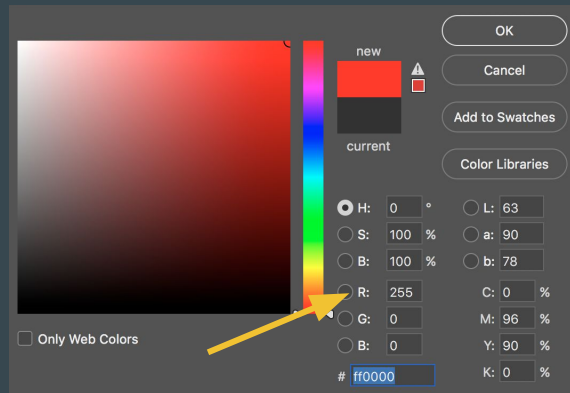 new
current
OK
Cancel
Add to Swatches
Color Libraries
H: 0 °
S: 100 %
B: 100 %
R: 255
G: 0
B: 0
# ff0000
L: 63
a: 90
b: 78
C: 0 %
M: 96 %
Y: 90 %
K: 0 %
Only Web Colors